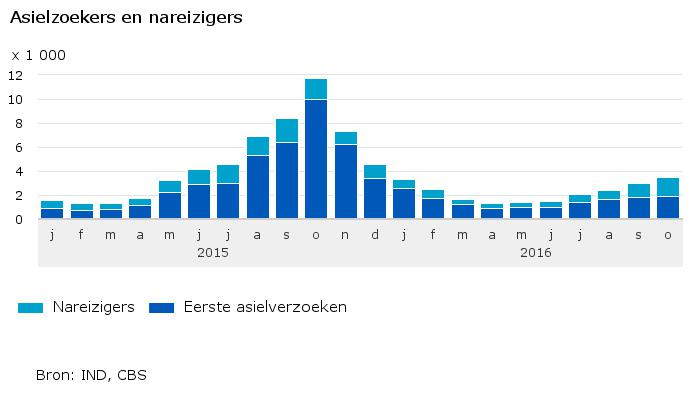 Asielzoekers en nareizigers
x 1 000
12
10
8
6
4
2
0
j f m a m j j a s o n d j f m a m j j a s o
2015 2016
Nareizigers Eerste asielverzoeken
Bron: IND, CBS